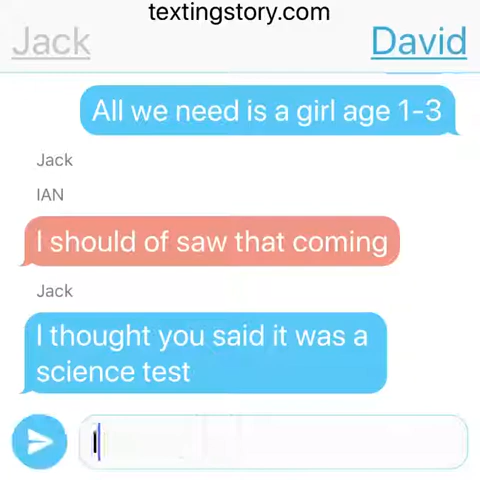 textingstory.com
Jack David
All we need is a girl age 1-3
Jack
IAN
I should of saw that coming
Jack
I thought you said it was a
science test